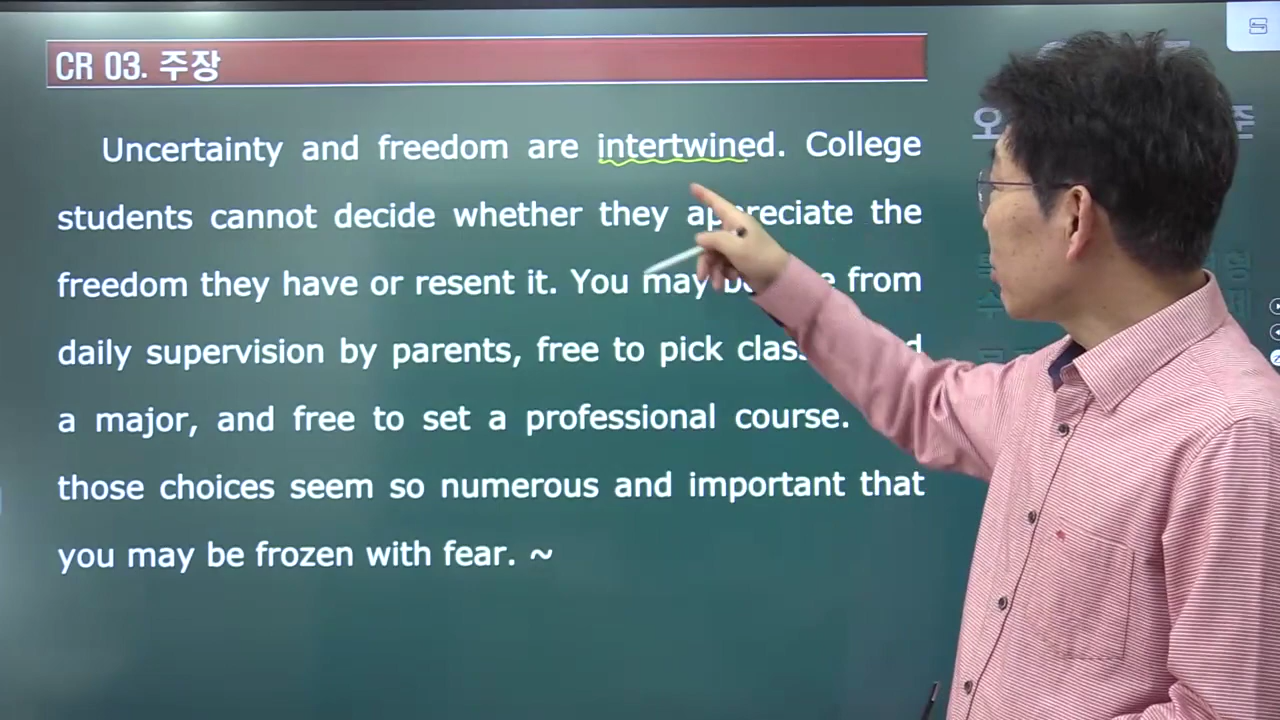 CR 03. 주장
Uncertainty and freedom are intertwined. College
students cannot decide whether they appreciate the
freedom they have or resent it. You may from
daily supervision by parents, free to pick
a major, and free to set a professional course.
those choices seem so numerous and important that
you may be frozen with fear. ~